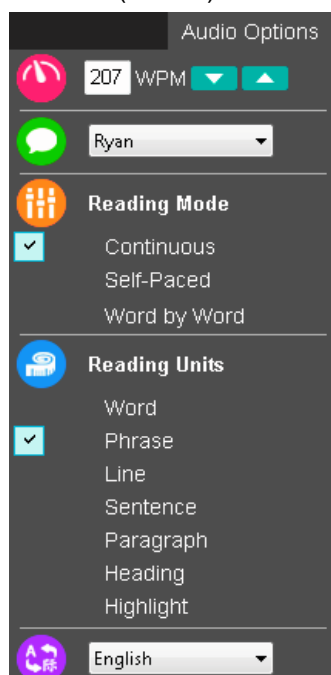 Audio Options
207 WPM
Ryan
Reading Mode
Continuous
Self-Paced
Word by Word
Reading Units
Word
Phrase
Line
Sentence
Paragraph
Heading
Highlight
English